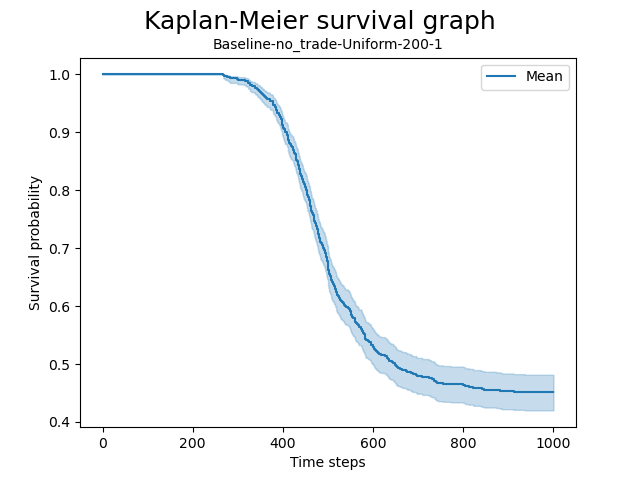 Kaplan-Meier survival graph
Baseline-no_trade-Uniform-200-1
Mean
1.0
0.9
0.8
0.7
0.6
0.5
0.4
Survival probability
0 200 400 600 800 1000
Time steps